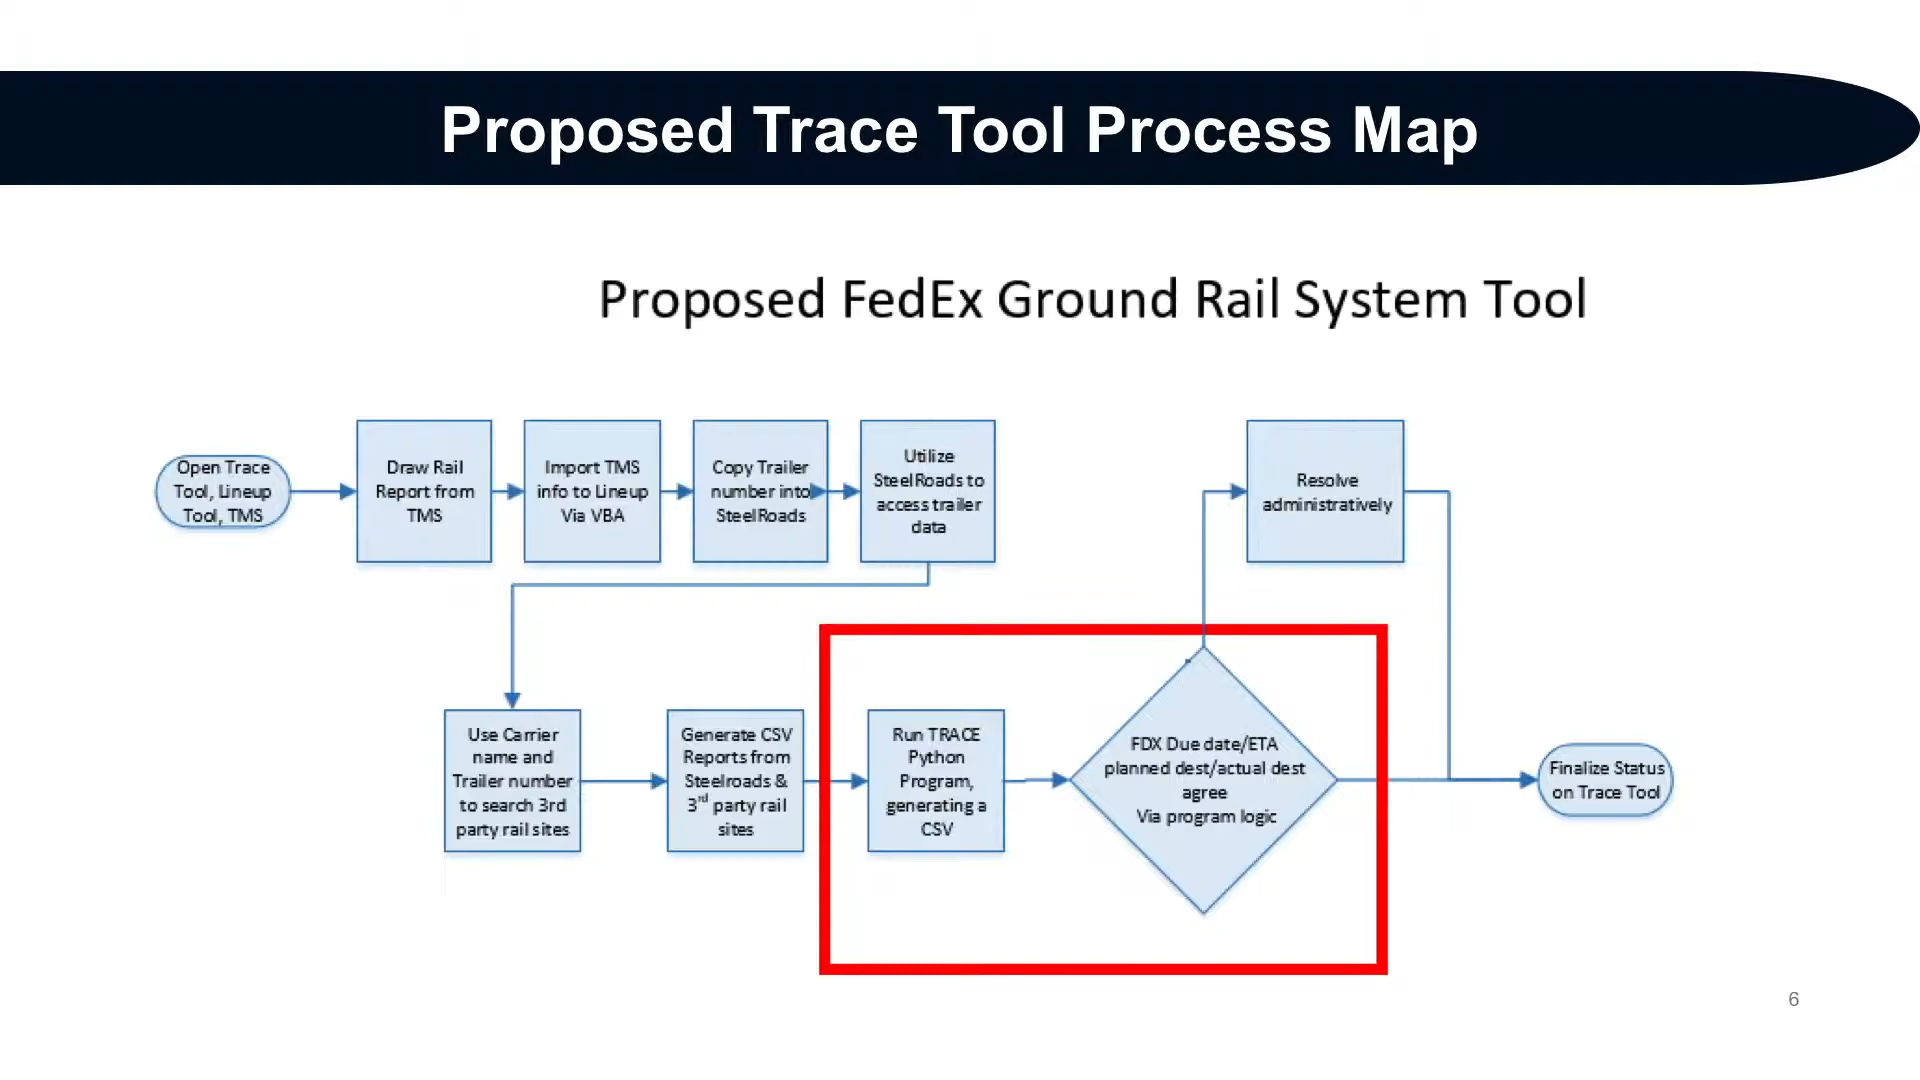 Proposed Trace Tool Process Map
Proposed FedEx Ground Rail System Tool
Open Trace
Tool, Lineup
Tool, TMS
Draw Rail
Report from
TMS
Import TMS
info to Lineup
Via VBA
Copy Trailer
number into
SteelRoads
Utilize
SteelRoads to
access trailer
data
Resolve
administratively
Use Carrier
name and
Trailer number
to search 3rd
party rail sites
Generate CSV
Reports from
Steelroads &
3rd party rail
sites
Run TRACE
Python
Program,
generating a
CSV
FDX Due date/ETA
planned dest/actual dest
agree
Via program logic
Finalize Status
on Trace Tool
6